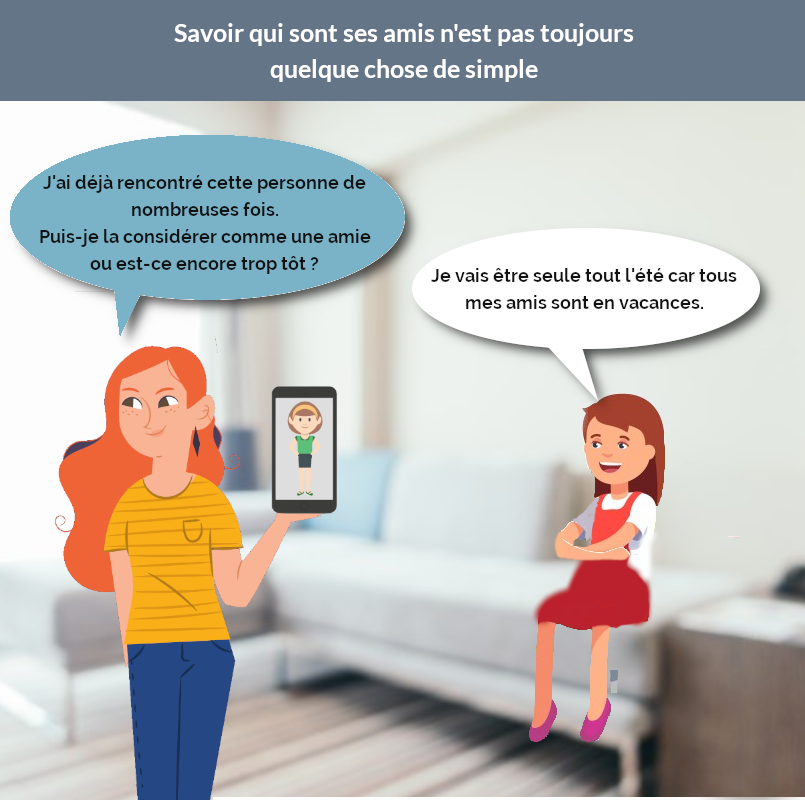 Savoir qui sont ses amis n'est pas toujours
quelque chose de simple
J'ai déjà rencontré cette personne de
nombreuses fois.
Puis-je la considérer comme une amie
ou est-ce encore trop tôt ?
Je vais être seule tout l'été car tous
mes amis sont en vacances.